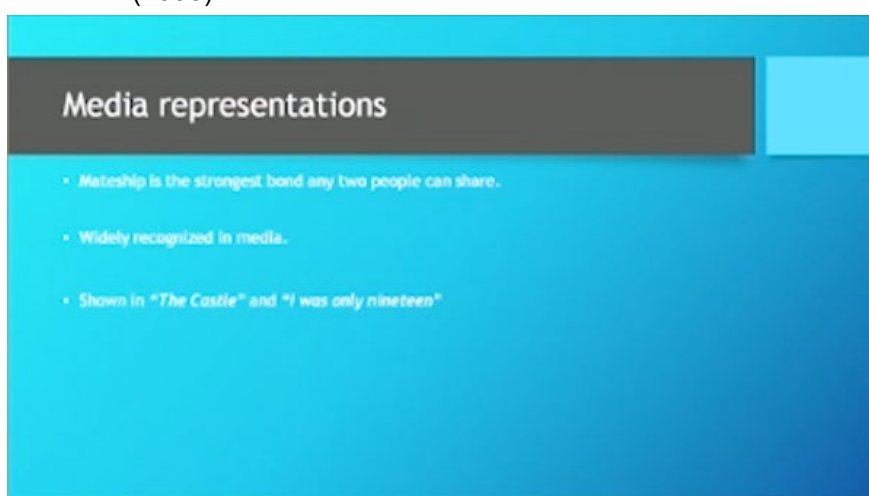 Media representations
• Mateship is the strongest bond any two people can share.
• Widely recognized in media.
• Shown in “The Castle” and “I was only nineteen”